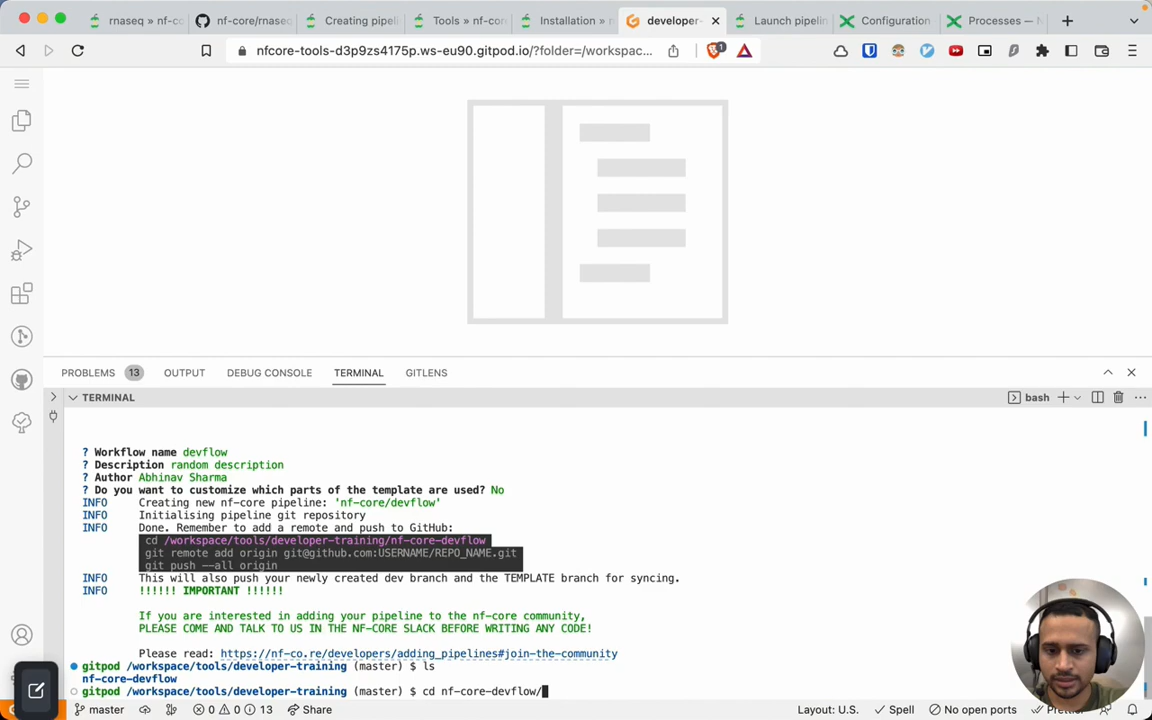 rnaseq » nf-c
nf-core/rnase
Creating pipel
Tools » nf-cor
Installation »
developer-
Launch pipelin
Configuration
Processes — N
nfcore-tools-d3p9zs4175p.ws-eu90.gitpod.io/?folder=/workspac...
1
PROBLEMS 13 OUTPUT DEBUG CONSOLE TERMINAL GITLENS
TERMINAL
bash
? Workflow name devflow
? Description random description
? Author Abhinav Sharma
? Do you want to customize which parts of the template are used? No
INFO Creating new nf-core pipeline: 'nf-core/devflow'
INFO Initialising pipeline git repository
INFO Done. Remember to add a remote and push to GitHub:
cd /workspace/tools/developer-training/nf-core-devflow
git remote add origin git@github.com:USERNAME/REPO_NAME.git
git push --all origin
INFO This will also push your newly created dev branch and the TEMPLATE branch for syncing.
INFO !!!!!! IMPORTANT !!!!!!
If you are interested in adding your pipeline to the nf-core community,
PLEASE COME AND TALK TO US IN THE NF-CORE SLACK BEFORE WRITING ANY CODE!
Please read: https://nf-co.re/developers/adding_pipelines#join-the-community
gitpod /workspace/tools/developer-training (master) $ ls
nf-core-devflow
gitpod /workspace/tools/developer-training (master) $ cd nf-core-devflow/
master 0 0 13 Share Layout: U.S. Spell No open ports Prettier